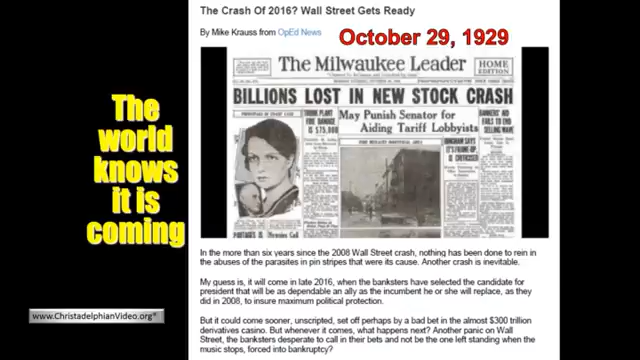 The Crash Of 2016? Wall Street Gets Ready
By Mike Krauss from OpEd News
October 29, 1929
The Milwaukee Leader
HOME
EDITION
BILLIONS LOST IN NEW STOCK CRASH
May Punish Senator for
Aiding Tariff Lobbyists
The
world
knows
it is
coming
In the more than six years since the 2008 Wall Street crash, nothing has been done to rein in
the abuses of the parasites in pin stripes that were its cause. Another crash is inevitable.
My guess is, it will come in late 2016, when the banksters have selected the candidate for
president that will be as dependable an ally as the incumbent he or she will replace, as they
did in 2008, to insure maximum political protection.
But it could come sooner, unscripted, set off perhaps by a bad bet in the almost $300 trillion
derivatives casino. But whenever it comes, what happens next? Another panic on Wall
Street, the banksters desperate to call in their bets and not be the one left standing when the
music stops, forced into bankruptcy?
www.ChristadelphianVideo.org®